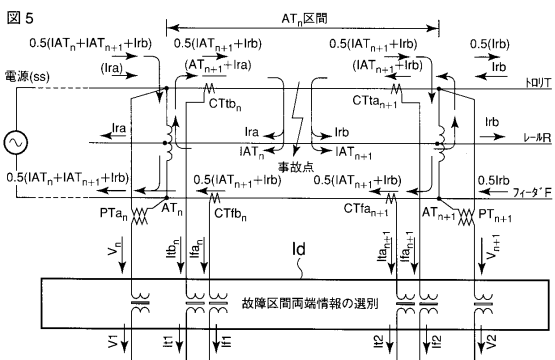 図5
ATn区間
0.5(IATn+IATn+1+Irb)
0.5(IATn+1+Irb)
0.5(IATn+1+Irb)
0.5(Irb)
(Ira)
(ATn+Ira)
(IATn+1+Irb)
Irb
電源(ss)
トロリT
CTtbn
CTtan+1
Ira
Ira
Irb
Irb
レールR
IATn
IATn+1
事故点
0.5(IATn+IATn+1+Irb)
0.5(IATn+1+Irb)
0.5(IATn+1+Irb)
0.5Irb
フィーダF
PTan
ATn
CTfbn
CTfan+1
ATn+1
PTn+1
Vn
Itbn
Ifan
Id
Itan+1
Ifan+1
Vn+1
故障区間両端情報の選別
V1
It1
If1
It2
If2
V2